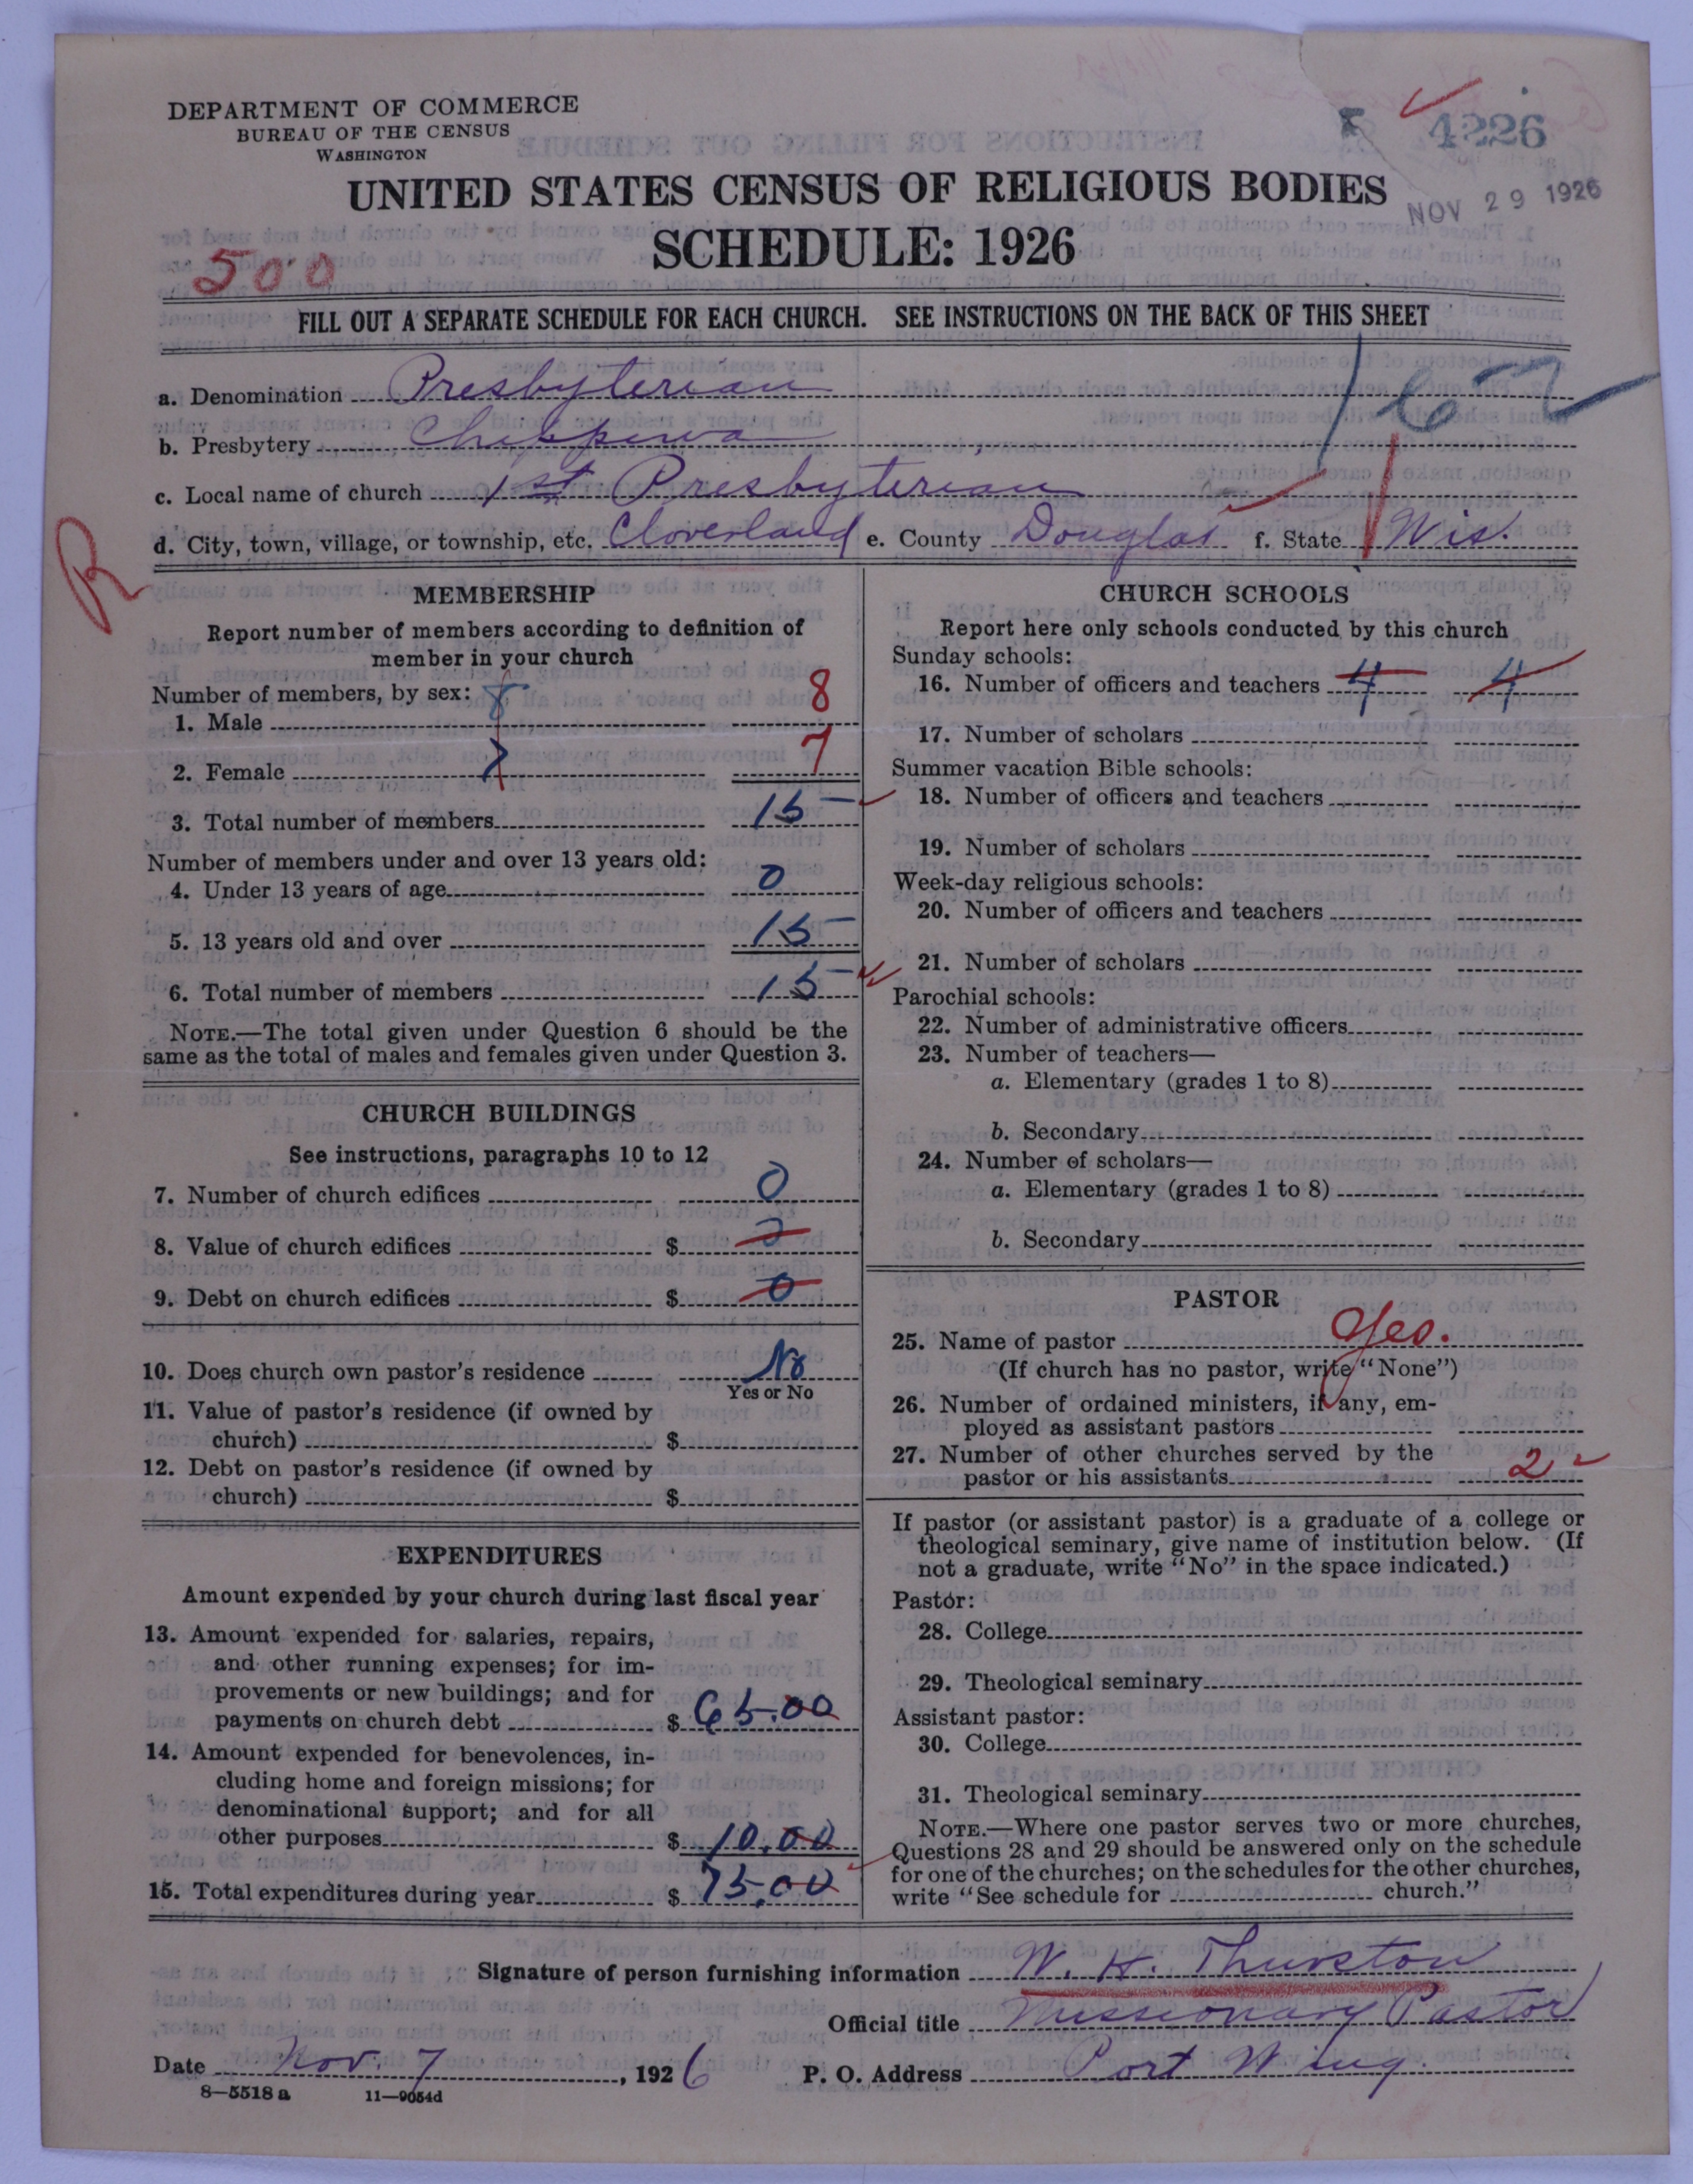 DEPARTMENT OF COMMERCE
BUREAU OF THE CENSUS
WASHINGTON
4226
UNITED STATES CENSUS OF RELIGIOUS BODIES
NOV 29 1926
SCHEDULE: 1926
500
FILL OUT A SEPARATE SCHEDULE FOR EACH CHURCH. SEE INSTRUCTIONS ON THE BACK OF THIS SHEET
162
a. Denomination Presbyterian
b. Presbytery Chippewa
c. Local name of church 1st Presbyterian
d. City, town, village, or township, etc. Cloverland e. County Douglas f. State Wis.
R
MEMBERSHIP
Report number of members according to definition of
member in your church
Number of members, by sex:
1. Male 8 8
2. Female 7 7
3. Total number of members 15
Number of members under and over 13 years old:
4. Under 13 years of age 0
5. 13 years old and over 15
6. Total number of members 15
NOTE.—The total given under Question 6 should be the
same as the total of males and females given under Question 3.
CHURCH BUILDINGS
See instructions, paragraphs 10 to 12
7. Number of church edifices 0
8. Value of church edifices $ 0
9. Debt on church edifices $ 0
10. Does church own pastor's residence No
Yes or No
11. Value of pastor's residence (if owned by
church) $
12. Debt on pastor's residence (if owned by
church) $
EXPENDITURES
Amount expended by your church during last fiscal year
13. Amount expended for salaries, repairs,
and other running expenses; for im-
provements or new buildings; and for
payments on church debt $ 65.00
14. Amount expended for benevolences, in-
cluding home and foreign missions; for
denominational support; and for all
other purposes $ 10.00
15. Total expenditures during year $ 75.00
CHURCH SCHOOLS
Report here only schools conducted by this church
Sunday schools:
16. Number of officers and teachers 4 4
17. Number of scholars
Summer vacation Bible schools:
18. Number of officers and teachers
19. Number of scholars
Week-day religious schools:
20. Number of officers and teachers
21. Number of scholars
Parochial schools:
22. Number of administrative officers
23. Number of teachers—
a. Elementary (grades 1 to 8)
b. Secondary
24. Number of scholars—
a. Elementary (grades 1 to 8)
b. Secondary
PASTOR
25. Name of pastor Yes.
(If church has no pastor, write "None")
26. Number of ordained ministers, if any, em-
ployed as assistant pastors
27. Number of other churches served by the
pastor or his assistants 2
If pastor (or assistant pastor) is a graduate of a college or
theological seminary, give name of institution below. (If
not a graduate, write "No" in the space indicated.)
Pastor:
28. College
29. Theological seminary
Assistant pastor:
30. College
31. Theological seminary
NOTE.—Where one pastor serves two or more churches,
Questions 28 and 29 should be answered only on the schedule
for one of the churches; on the schedules for the other churches,
write "See schedule for church."
Signature of person furnishing information W. H. Thurston
Official title Missionary Pastor
Date Nov. 7, 1926 P. O. Address Port Wing.
8—5518 a 11—9054d